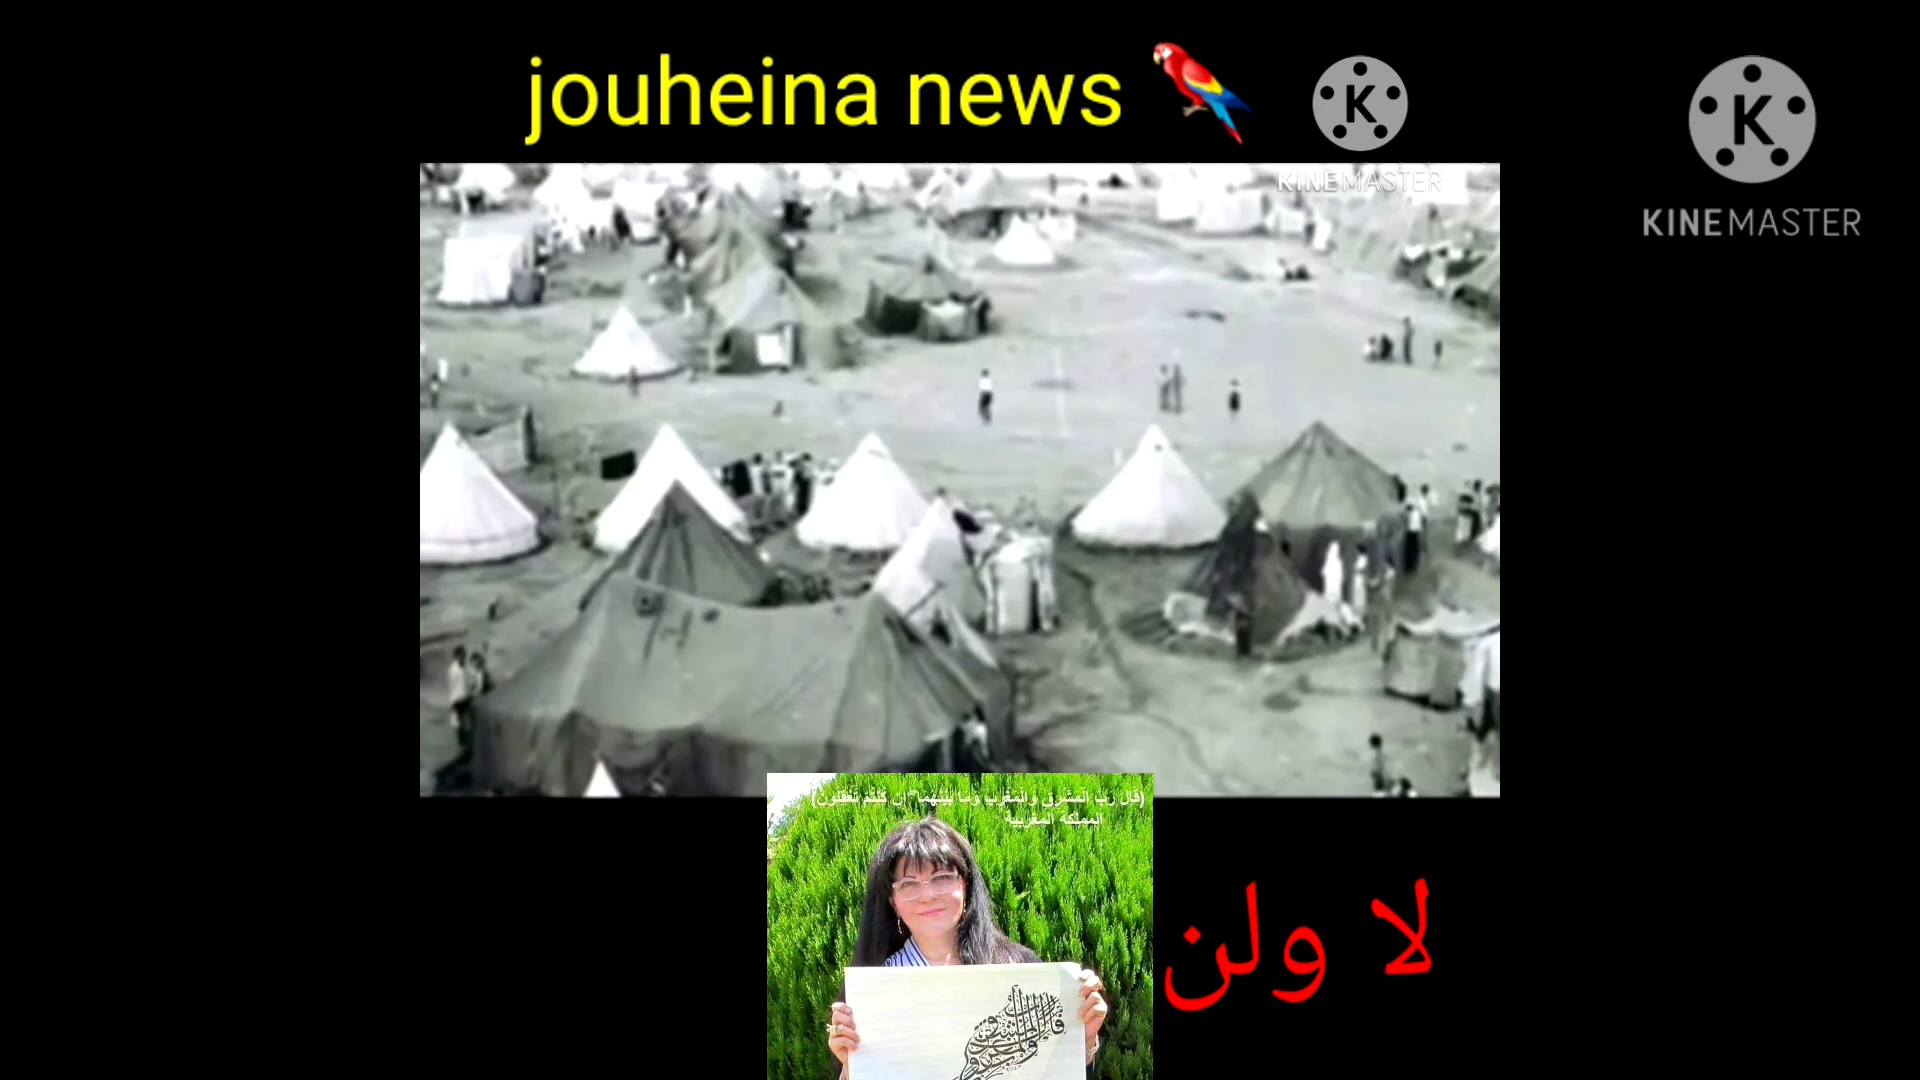 jouheina news
K
K
KINEMASTER
KINEMASTER
(قال رب المشرق والمغرب وما بينهما إن كنتم تعقلون)
المملكة المغربية
لا ولن